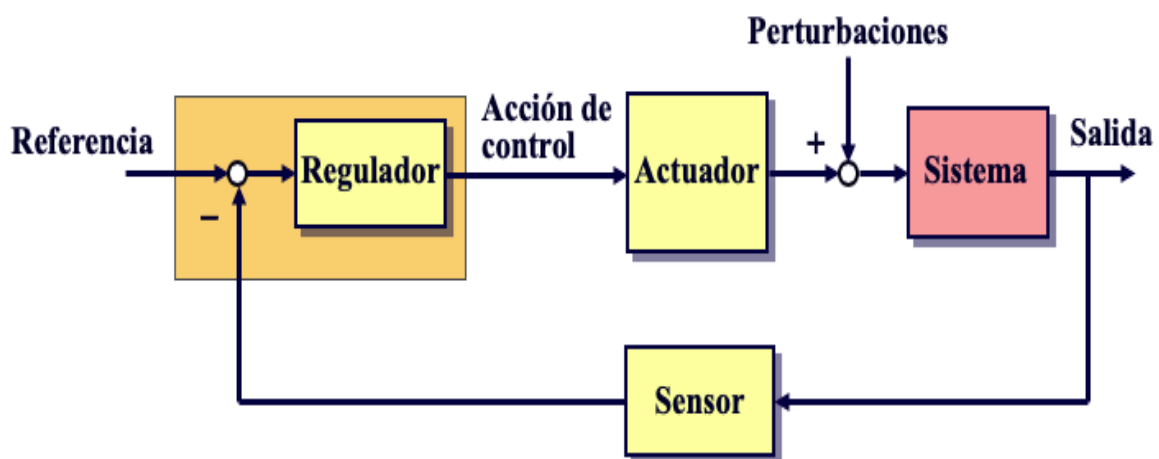 Perturbaciones
Referencia
Regulador
Acción de
control
Actuador
+
Sistema
Salida
–
Sensor